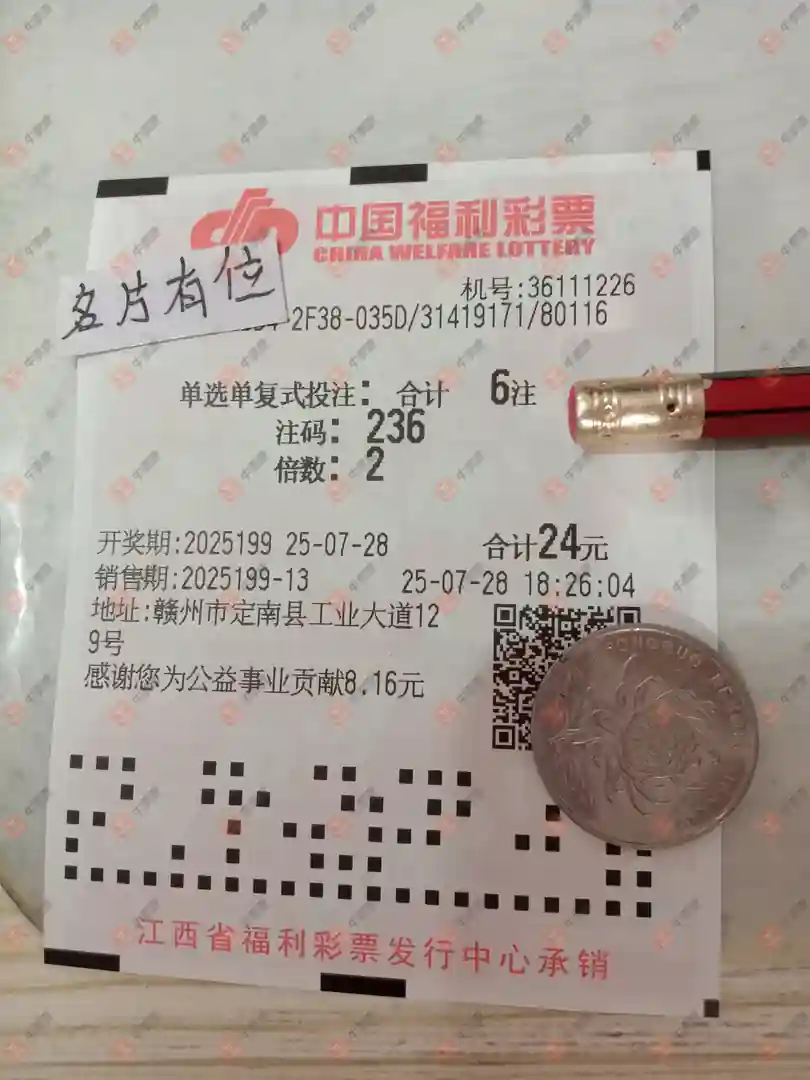 中国福利彩票
CHINA WELFARE LOTTERY
名片有位
机号:36111226
2F38-035D/31419171/80116
单选单复式投注: 合计 6注
注码: 236
倍数: 2
开奖期:2025199 25-07-28 合计24元
销售期:2025199-13 25-07-28 18:26:04
地址:赣州市定南县工业大道12
9号
感谢您为公益事业贡献8.16元
江西省福利彩票发行中心承销